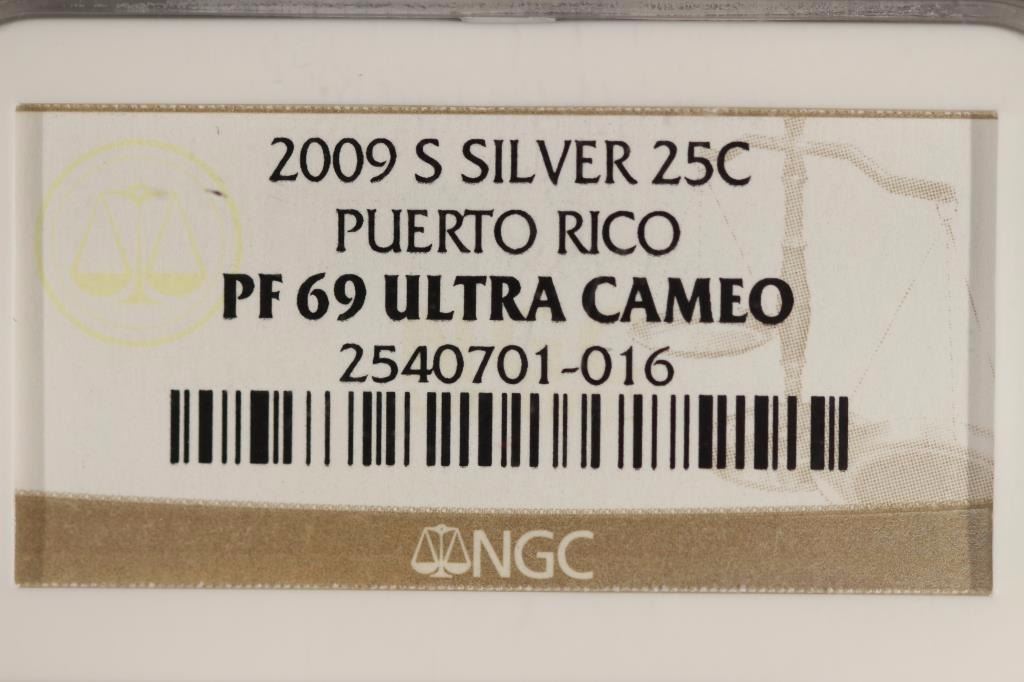 2009 S SILVER 25C
PUERTO RICO
PF 69 ULTRA CAMEO
2540701-016
NGC